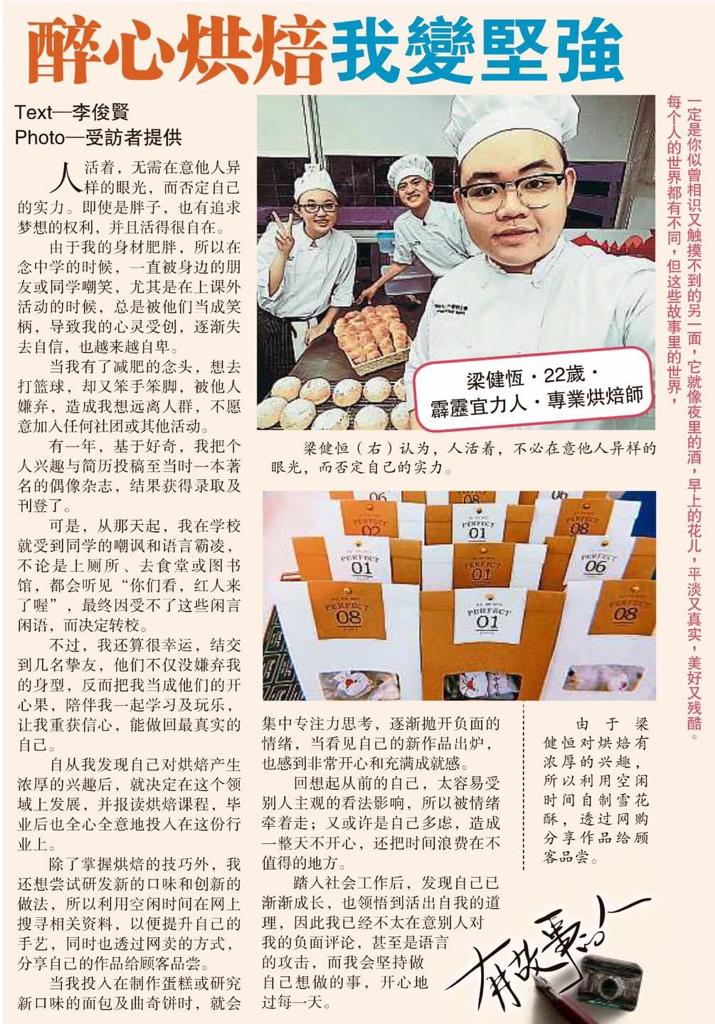 醉心烘焙我變堅強
Text—李俊賢
Photo—受訪者提供
人活着，无需在意他人异
样的眼光，而否定自己
的实力。即使是胖子，也有追求
梦想的权利，并且活得很自在。
由于我的身材肥胖，所以在
念中学的时候，一直被身边的朋
友或同学嘲笑，尤其是在上课外
活动的时候，总是被他们当成笑
柄，导致我的心灵受创，逐渐失
去自信，也越来越自卑。
当我有了减肥的念头，想去
打篮球，却又笨手笨脚，被他人
嫌弃，造成我想远离人群，不愿
意加入任何社团或其他活动。
有一年，基于好奇，我把个
人兴趣与简历投稿至当时一本著
名的偶像杂志，结果获得录取及
刊登了。
可是，从那天起，我在学校
就受到同学的嘲讽和语言霸凌，
不论是上厕所、去食堂或图书
馆，都会听见“你们看，红人来
了喔”，最终因受不了这些闲言
闲语，而决定转校。
不过，我还算很幸运，结交
到几名挚友，他们不仅没嫌弃我
的身型，反而把我当成他们的开
心果，陪伴我一起学习及玩乐，
让我重获信心，能做回最真实的
自己。
自从我发现自己对烘焙产生
浓厚的兴趣后，就决定在这个领
域上发展，并报读烘焙课程，毕
业后也全心全意地投入在这份行
业上。
除了掌握烘焙的技巧外，我
还想尝试研发新的口味和创新的
做法，所以利用空闲时间在网上
搜寻相关资料，以便提升自己的
手艺，同时也透过网卖的方式，
分享自己的作品给顾客品尝。
当我投入在制作蛋糕或研究
新口味的面包及曲奇饼时，就会
梁健恆·22歲·
霹靂宜力人·專業烘焙師
梁健恒（右）认为，人活着，不必在意他人异样的
眼光，而否定自己的实力。
06
08
PERFECT
02
PERFECT
01
PERFECT
08
PERFECT
01
PERFECT
01
PERFECT
06
PERFECT
08
PERFECT
01
PERFECT
08
集中专注力思考，逐渐抛开负面的
情绪，当看见自己的新作品出炉，
也感到非常开心和充满成就感。
回想起从前的自己，太容易受
别人主观的看法影响，所以被情绪
牵着走；又或许是自己多虑，造成
一整天不开心，还把时间浪费在不
值得的地方。
踏入社会工作后，发现自己已
渐渐成长，也领悟到活出自我的道
理，因此我已经不太在意别人对
我的负面评论，甚至是语言
的攻击，而我会坚持做
自己想做的事，开心地
过每一天。
由于梁
健恒对烘焙有
浓厚的兴趣，
所以利用空闲
时间自制雪花
酥，透过网购
分享作品给顾
客品尝。
有故事的人
每个人的世界都有不同，但这些故事里的世界，
一定是你似曾相识又触摸不到的另一面，它就像夜里的酒，早上的花儿，平淡又真实，美好又残酷。